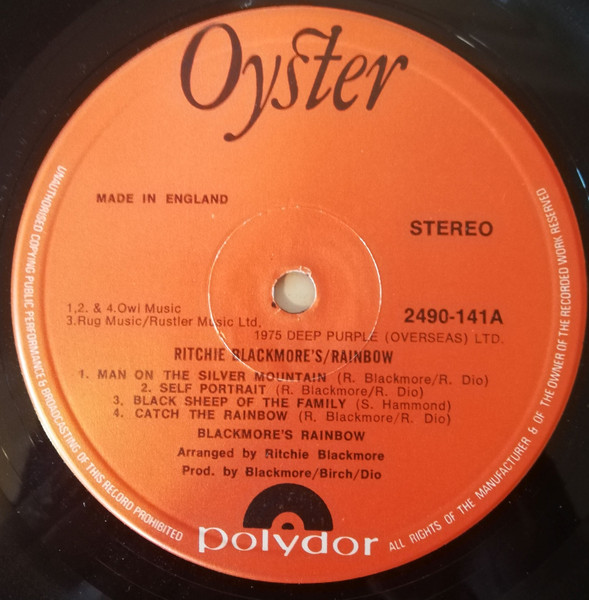 Oyster
MADE IN ENGLAND
STEREO
1,2. & 4.Owl Music
3.Rug Music/Rustler Music Ltd.
2490-141A
1975 DEEP PURPLE (OVERSEAS) LTD.
RITCHIE BLACKMORE'S/RAINBOW
1. MAN ON THE SILVER MOUNTAIN (R. Blackmore/R. Dio)
2. SELF PORTRAIT (R. Blackmore/R. Dio)
3. BLACK SHEEP OF THE FAMILY (S. Hammond)
4. CATCH THE RAINBOW (R. Blackmore/R. Dio)
BLACKMORE'S RAINBOW
Arranged by Ritchie Blackmore
Prod. by Blackmore/Birch/Dio
polydor
UNAUTHORISED COPYING PUBLIC PERFORMANCE & BROADCASTING OF THIS RECORD PROHIBITED
ALL RIGHTS OF THE MANUFACTURER & OF THE OWNER OF THE RECORDED WORK RESERVED